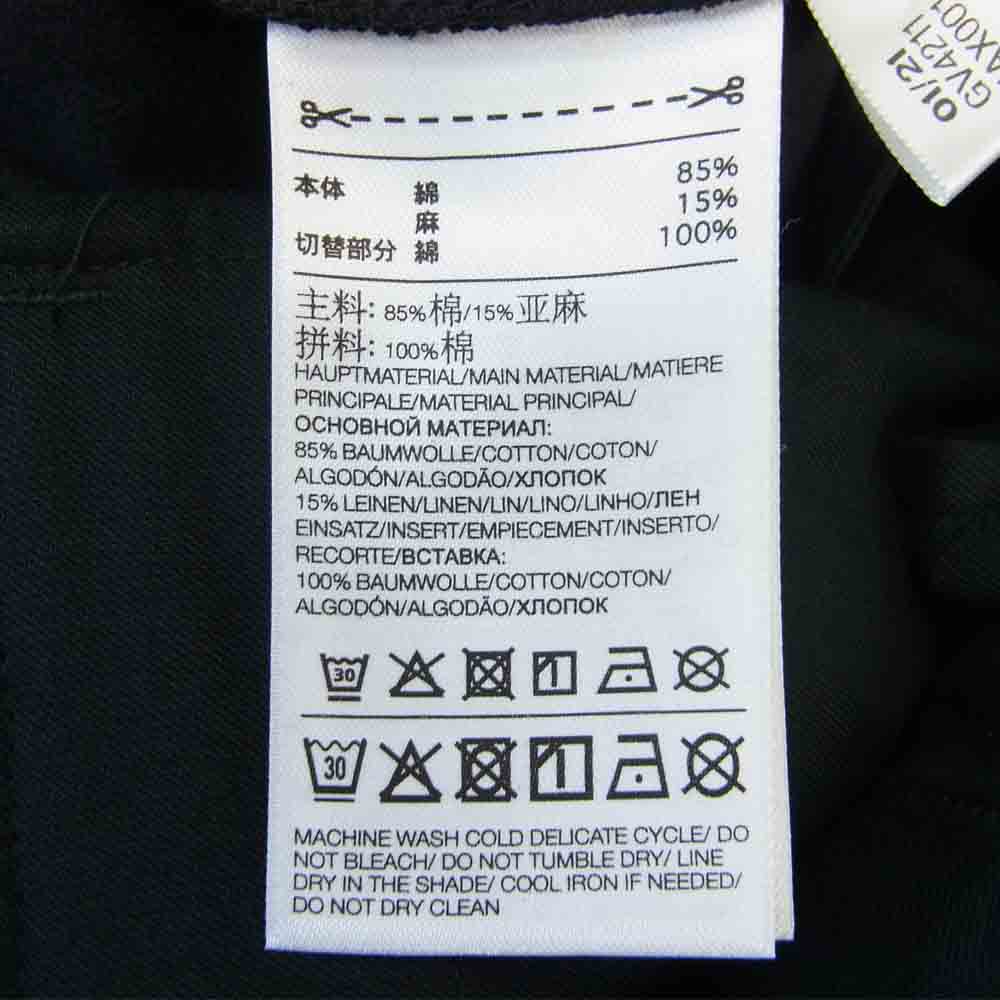 01/21
GV4211
AX001
本体 綿 85%
麻 15%
切替部分 綿 100%
主料: 85%棉/15%亚麻
拼料: 100%棉
HAUPTMATERIAL/MAIN MATERIAL/MATIERE
PRINCIPALE/MATERIAL PRINCIPAL/
ОСНОВНОЙ МАТЕРИАЛ:
85% BAUMWOLLE/COTTON/COTON/
ALGODÓN/ALGODÃO/ХЛОПОК
15% LEINEN/LINEN/LIN/LINO/LINHO/ЛЕН
EINSATZ/INSERT/EMPIECEMENT/INSERTO/
RECORTE/ВСТАВКА:
100% BAUMWOLLE/COTTON/COTON/
ALGODÓN/ALGODÃO/ХЛОПОК
30
30
MACHINE WASH COLD DELICATE CYCLE/ DO
NOT BLEACH/ DO NOT TUMBLE DRY/ LINE
DRY IN THE SHADE/ COOL IRON IF NEEDED/
DO NOT DRY CLEAN